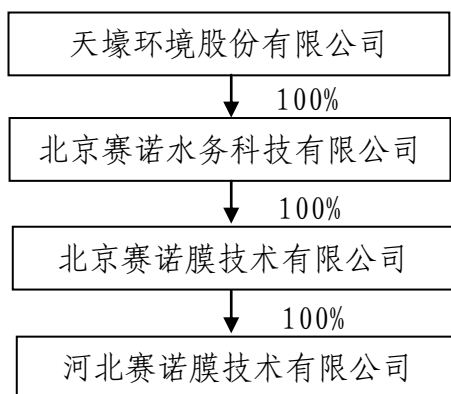 天壕环境股份有限公司
100%
北京赛诺水务科技有限公司
100%
北京赛诺膜技术有限公司
100%
河北赛诺膜技术有限公司